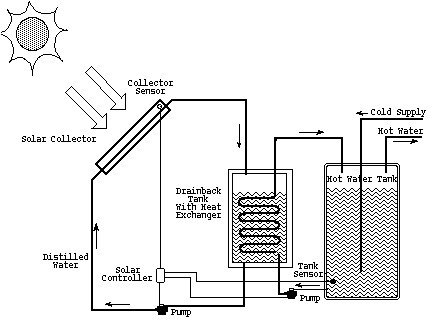 Collector
Sensor
Solar Collector
Cold Supply
Hot Water
Hot Water Tank
Drainback
Tank
With Heat
Exchanger
Distilled
Water
Solar
Controller
Tank
Sensor
Pump
Pump